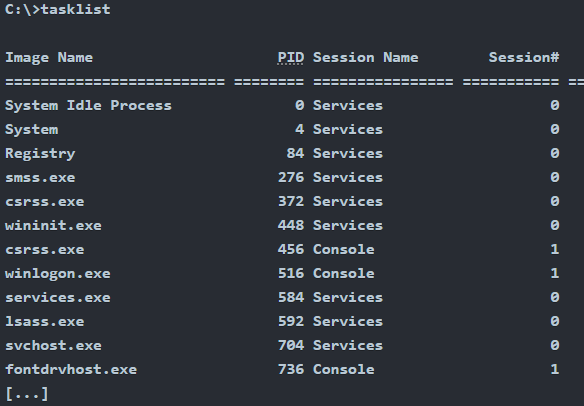 C:\>tasklist
Image Name                     PID Session Name        Session#
========================= ======== ================ =========== ==
System Idle Process              0 Services                   0
System                           4 Services                   0
Registry                        84 Services                   0
smss.exe                       276 Services                   0
csrss.exe                      372 Services                   0
wininit.exe                    448 Services                   0
csrss.exe                      456 Console                    1
winlogon.exe                   516 Console                    1
services.exe                   584 Services                   0
lsass.exe                      592 Services                   0
svchost.exe                    704 Services                   0
fontdrvhost.exe                736 Console                    1
[...]